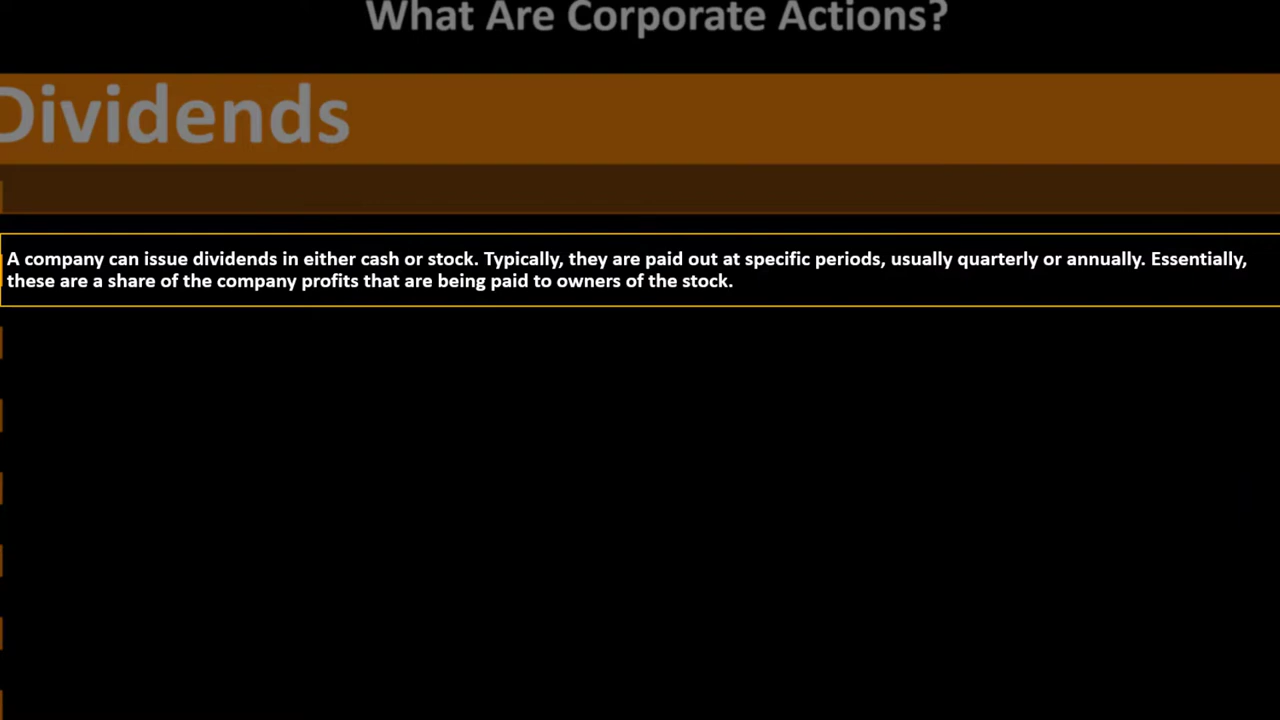 What Are Corporate Actions?
Dividends
A company can issue dividends in either cash or stock. Typically, they are paid out at specific periods, usually quarterly or annually. Essentially,
these are a share of the company profits that are being paid to owners of the stock.